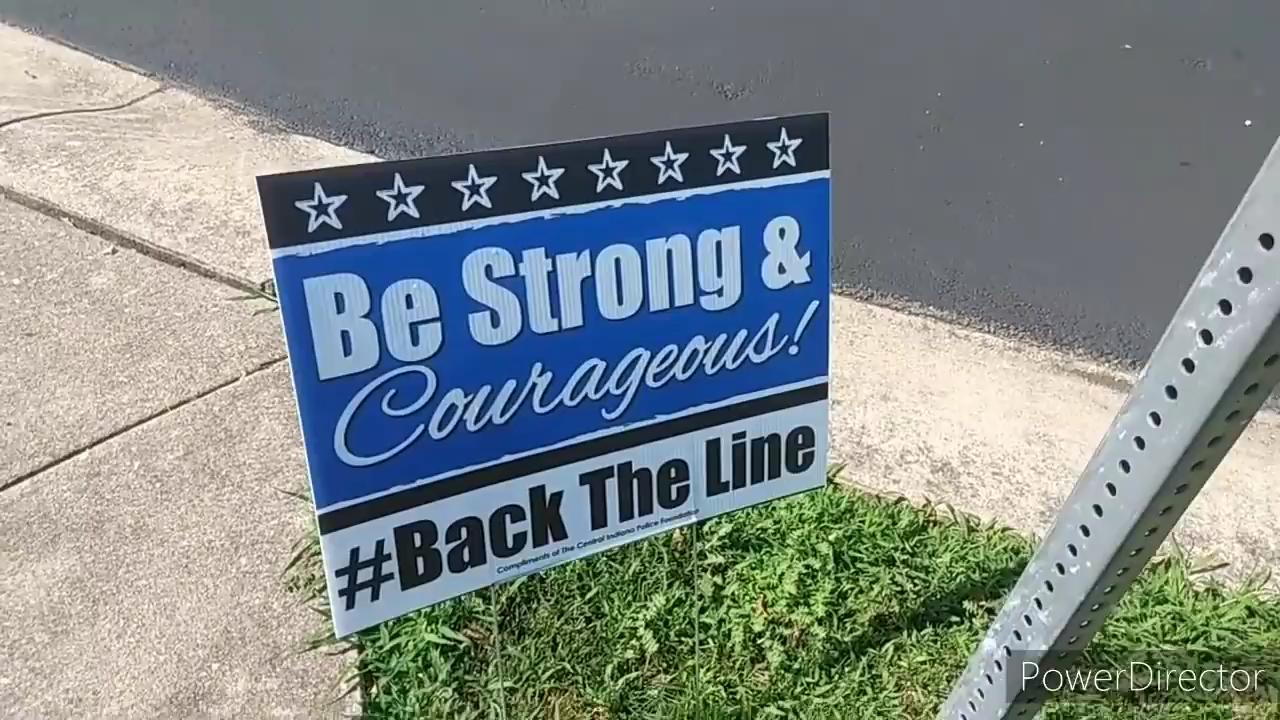 Be Strong &
Courageous!
#Back The Line
Compliments of The Central Indiana Police Foundation
PowerDirector